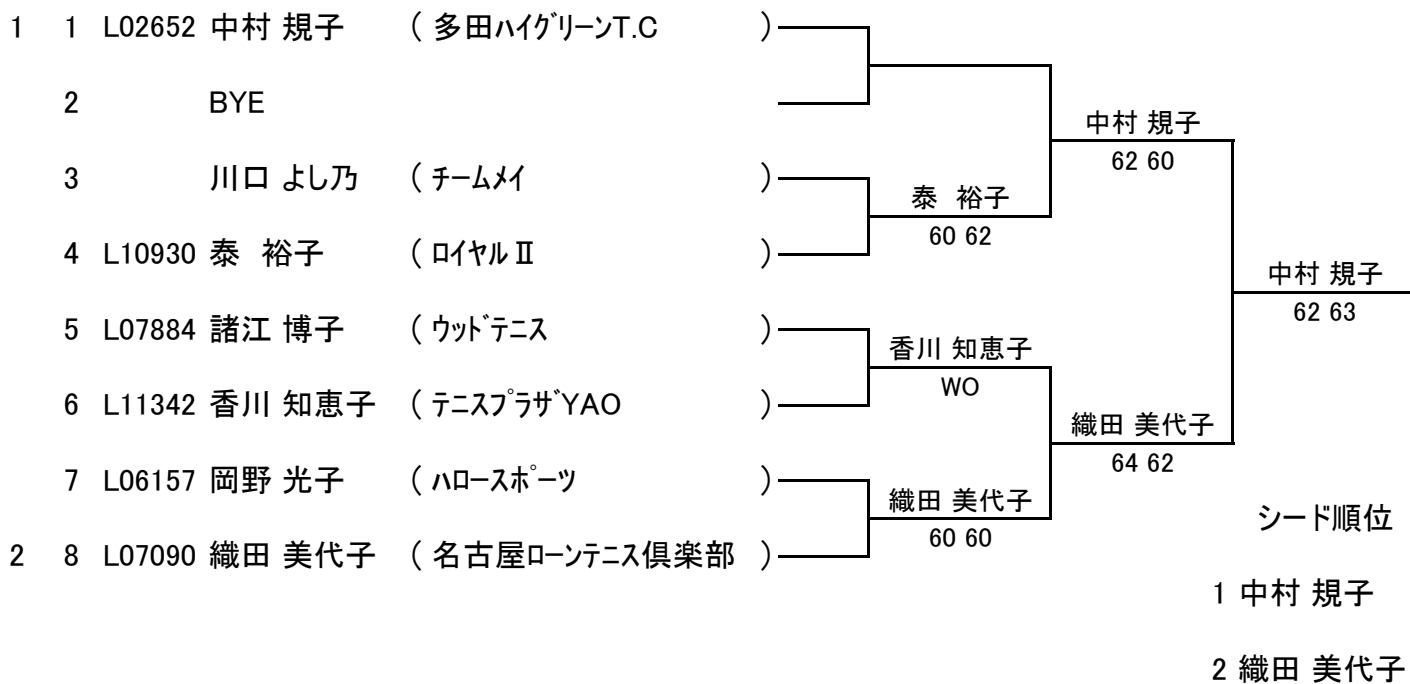 1 1 L02652 中村 規子 ( 多田ハイグリーンT.C )
2 BYE
中村 規子
62 60
3 川口 よし乃 ( チームメイ )
泰 裕子
60 62
4 L10930 泰 裕子 ( ロイヤルⅡ )
中村 規子
62 63
5 L07884 諸江 博子 ( ウッドテニス )
香川 知恵子
WO
6 L11342 香川 知恵子 ( テニスプラザYAO )
織田 美代子
64 62
7 L06157 岡野 光子 ( ハロースポーツ )
織田 美代子
60 60
シード順位
2 8 L07090 織田 美代子 ( 名古屋ローンテニス倶楽部 )
1 中村 規子
2 織田 美代子